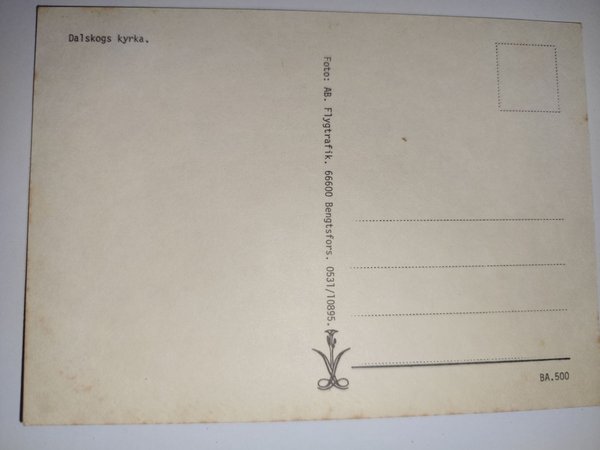 Dalskogs kyrka.
Foto: AB. Flygtrafik. 66600 Bengtsfors. 0531/10895.
BA.500